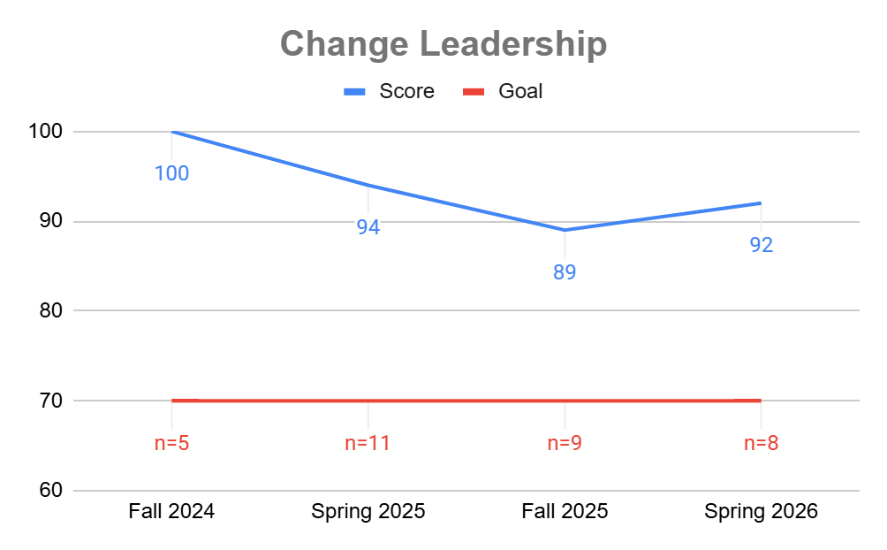 Change Leadership
Score Goal
100
90
80
70
60
100
94
89
92
n=5 n=11 n=9 n=8
Fall 2024 Spring 2025 Fall 2025 Spring 2026